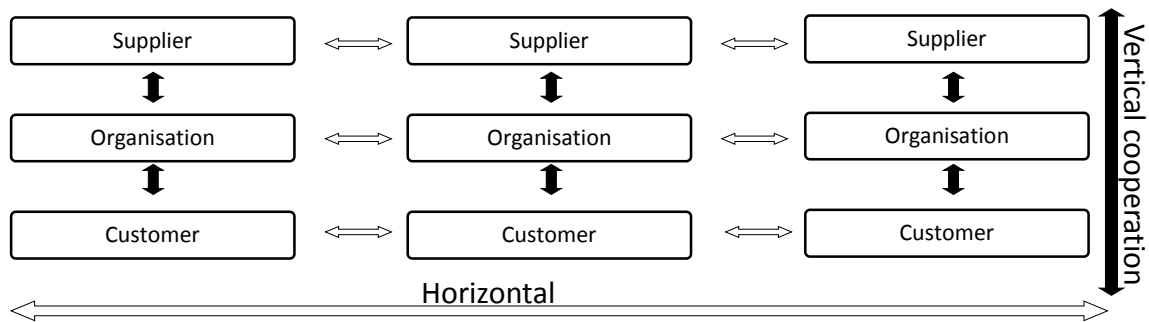 Supplier
Supplier
Supplier
Organisation
Organisation
Organisation
Customer
Customer
Customer
Horizontal
Vertical cooperation